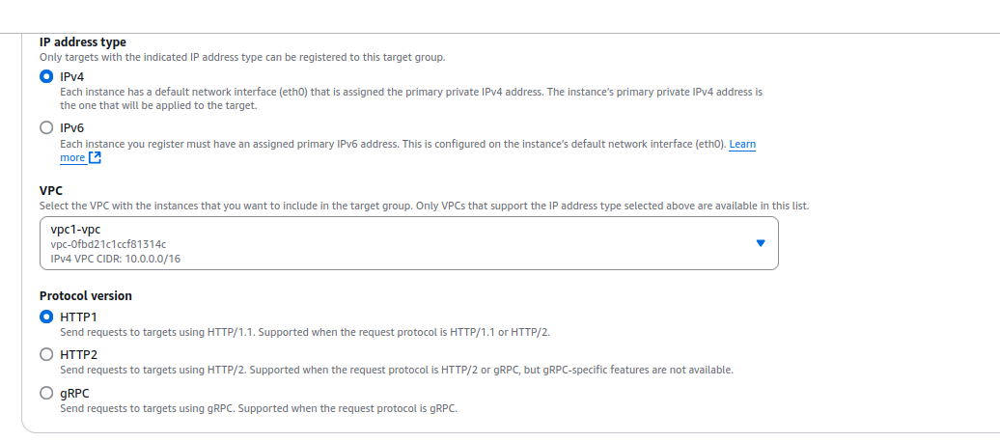 IP address type
Only targets with the indicated IP address type can be registered to this target group.
IPv4
Each instance has a default network interface (eth0) that is assigned the primary private IPv4 address. The instance's primary private IPv4 address is
the one that will be applied to the target.
IPv6
Each instance you register must have an assigned primary IPv6 address. This is configured on the instance's default network interface (eth0). Learn
more
VPC
Select the VPC with the instances that you want to include in the target group. Only VPCs that support the IP address type selected above are available in this list.
vpc1-vpc
vpc-0fbd21c1ccf81314c
IPv4 VPC CIDR: 10.0.0.0/16
Protocol version
HTTP1
Send requests to targets using HTTP/1.1. Supported when the request protocol is HTTP/1.1 or HTTP/2.
HTTP2
Send requests to targets using HTTP/2. Supported when the request protocol is HTTP/2 or gRPC, but gRPC-specific features are not available.
gRPC
Send requests to targets using gRPC. Supported when the request protocol is gRPC.